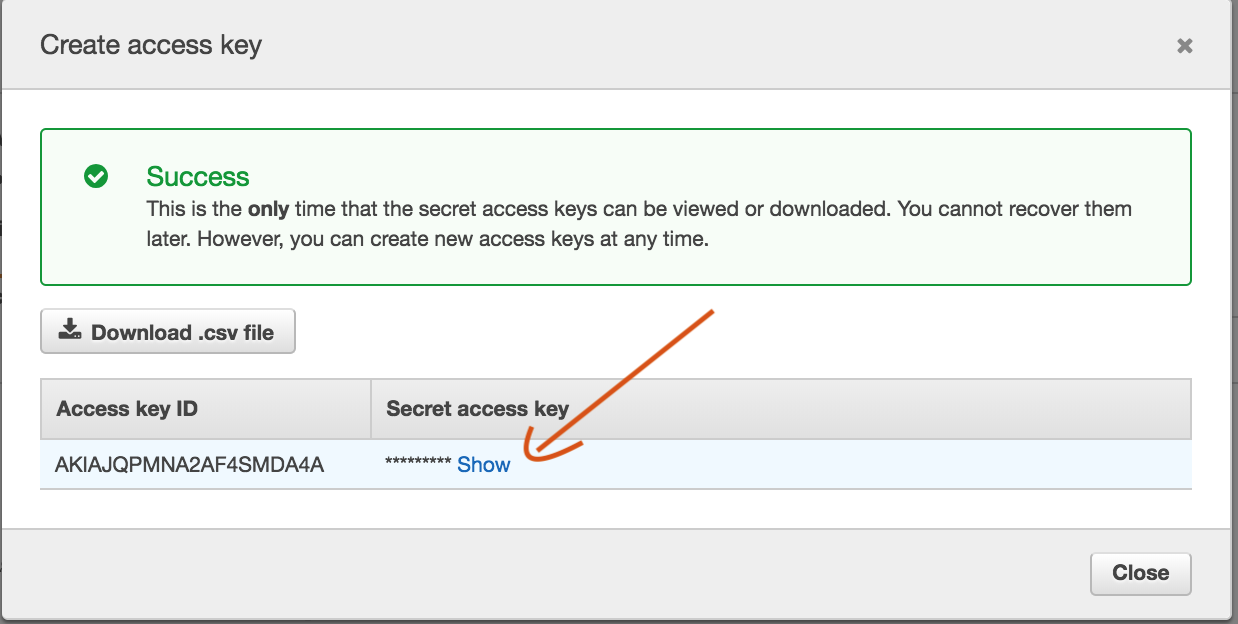 Create access key
Success
This is the only time that the secret access keys can be viewed or downloaded. You cannot recover them
later. However, you can create new access keys at any time.
Download .csv file
Access key ID Secret access key
AKIAJQPMNA2AF4SMDA4A ********* Show
Close